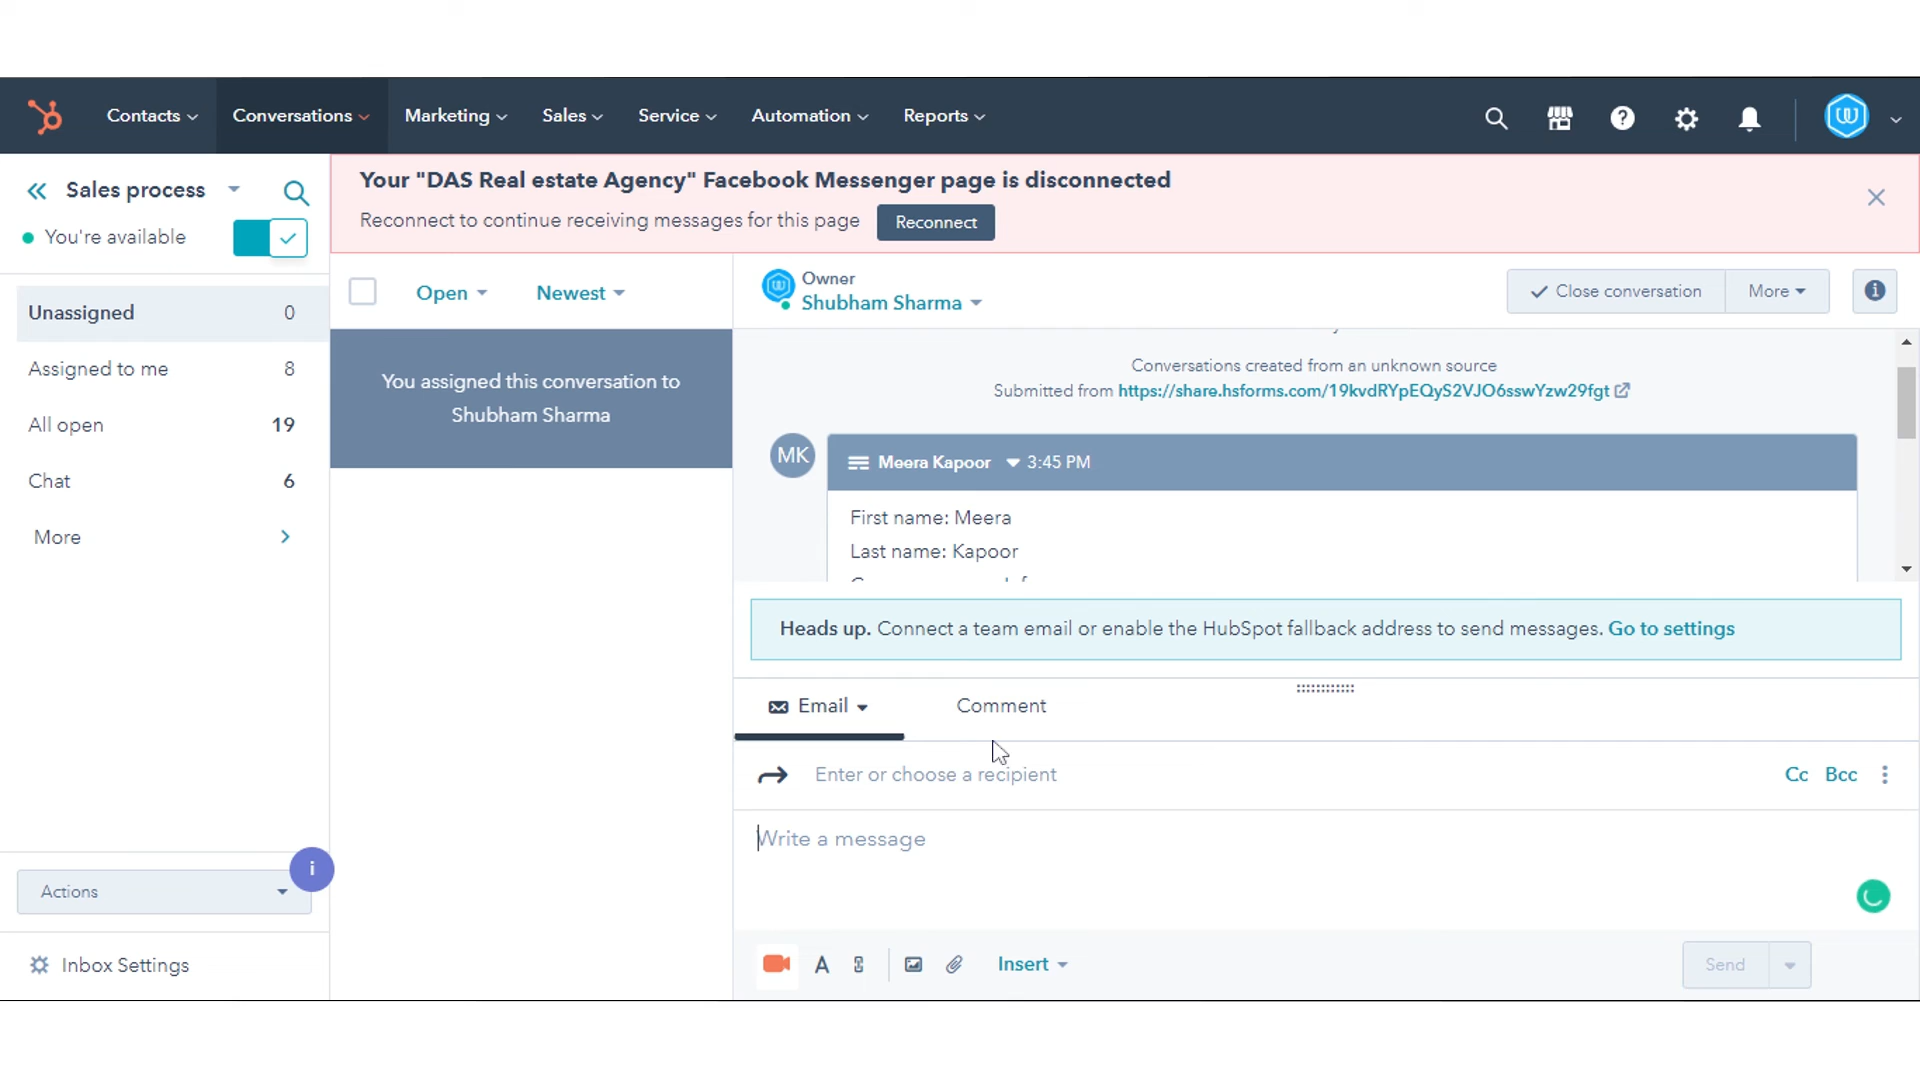 Contacts
Conversations
Marketing
Sales
Service
Automation
Reports
Sales process
You're available
Unassigned 0
Assigned to me 8
All open 19
Chat 6
More
Actions
i
Inbox Settings
Your "DAS Real estate Agency" Facebook Messenger page is disconnected
Reconnect to continue receiving messages for this page
Reconnect
Open
Newest
You assigned this conversation to
Shubham Sharma
Owner
Shubham Sharma
Close conversation
More
Conversations created from an unknown source
Submitted from https://share.hsforms.com/19kvdRYpEQyS2VJO6sswYzw29fgt
MK
Meera Kapoor 3:45 PM
First name: Meera
Last name: Kapoor
Heads up. Connect a team email or enable the HubSpot fallback address to send messages. Go to settings
Email
Comment
Enter or choose a recipient
Cc Bcc
Write a message
A
Insert
Send